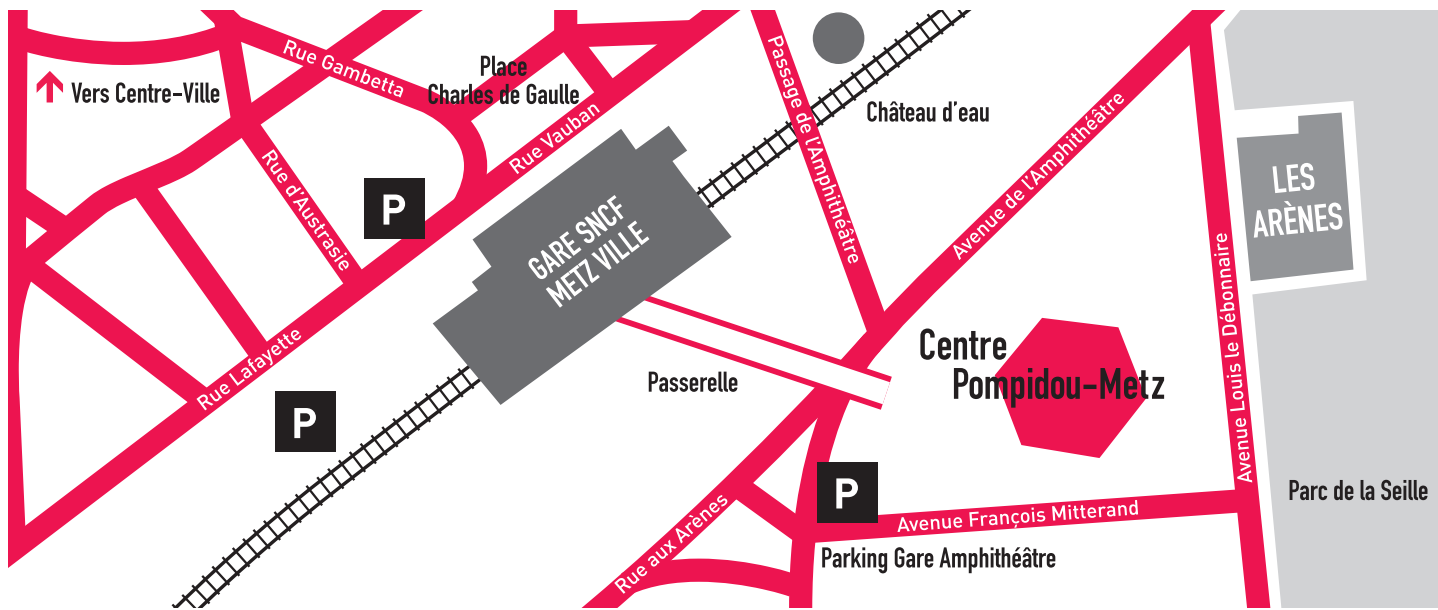 Rue Gambetta
Place
Charles de Gaulle
Vers Centre-Ville
Rue Vauban
Passage de l'Amphithéâtre
Château d'eau
Avenue de l'Amphithéâtre
Rue d'Austrasie
P
GARE SNCF
METZ VILLE
LES
ARÈNES
Rue Lafayette
Passerelle
Centre
Pompidou-Metz
Avenue Louis le Débonnaire
P
P
Parc de la Seille
Rue aux Arènes
Avenue François Mitterand
Parking Gare Amphithéâtre